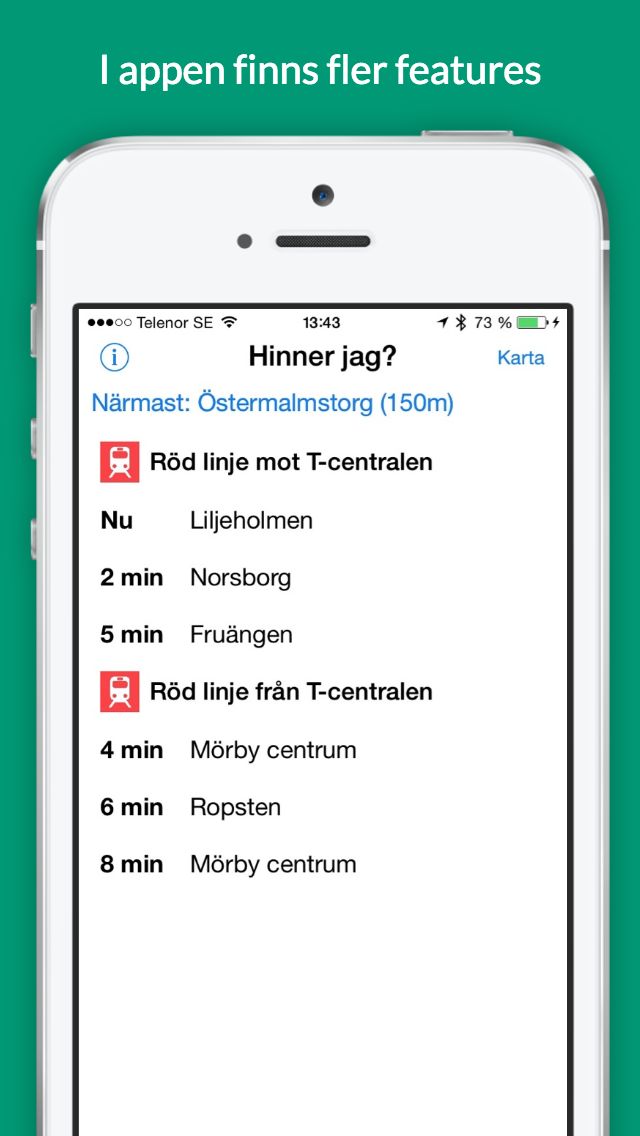 I appen finns fler features
Telenor SE 13:43 73 %
Hinner jag? Karta
Närmast: Östermalmstorg (150m)
Röd linje mot T-centralen
Nu Liljeholmen
2 min Norsborg
5 min Fruängen
Röd linje från T-centralen
4 min Mörby centrum
6 min Ropsten
8 min Mörby centrum